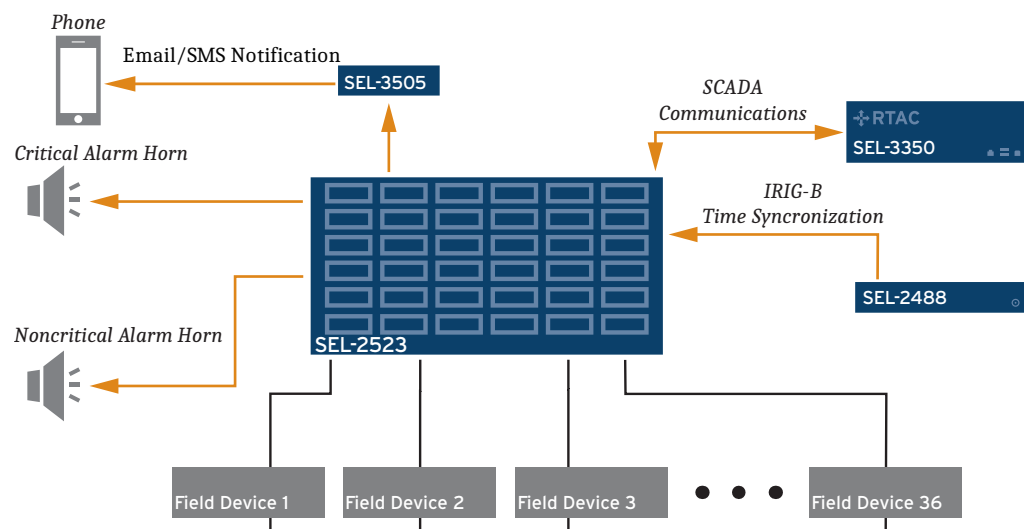 Phone
Email/SMS Notification
SEL-3505
SCADA
Communications
RTAC
SEL-3350
Critical Alarm Horn
IRIG-B
Time Syncronization
SEL-2488
Noncritical Alarm Horn
SEL-2523
Field Device 1
Field Device 2
Field Device 3
Field Device 36